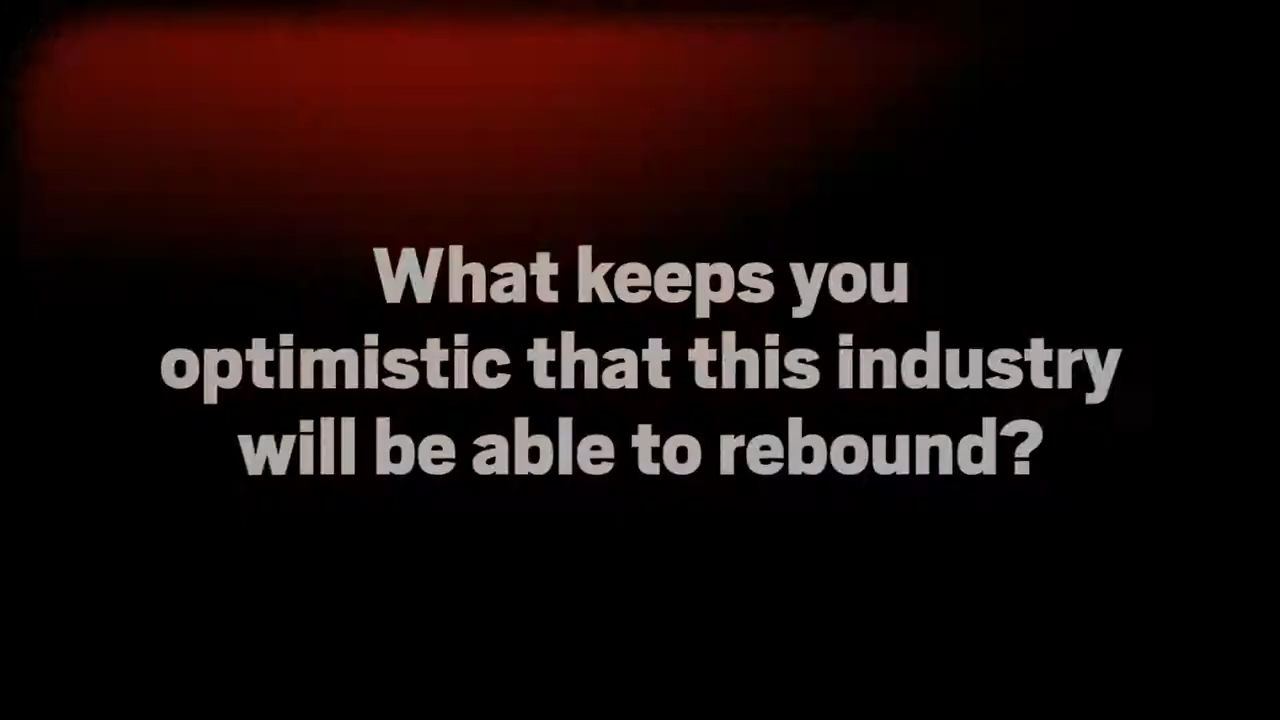 What keeps you
optimistic that this industry
will be able to rebound?